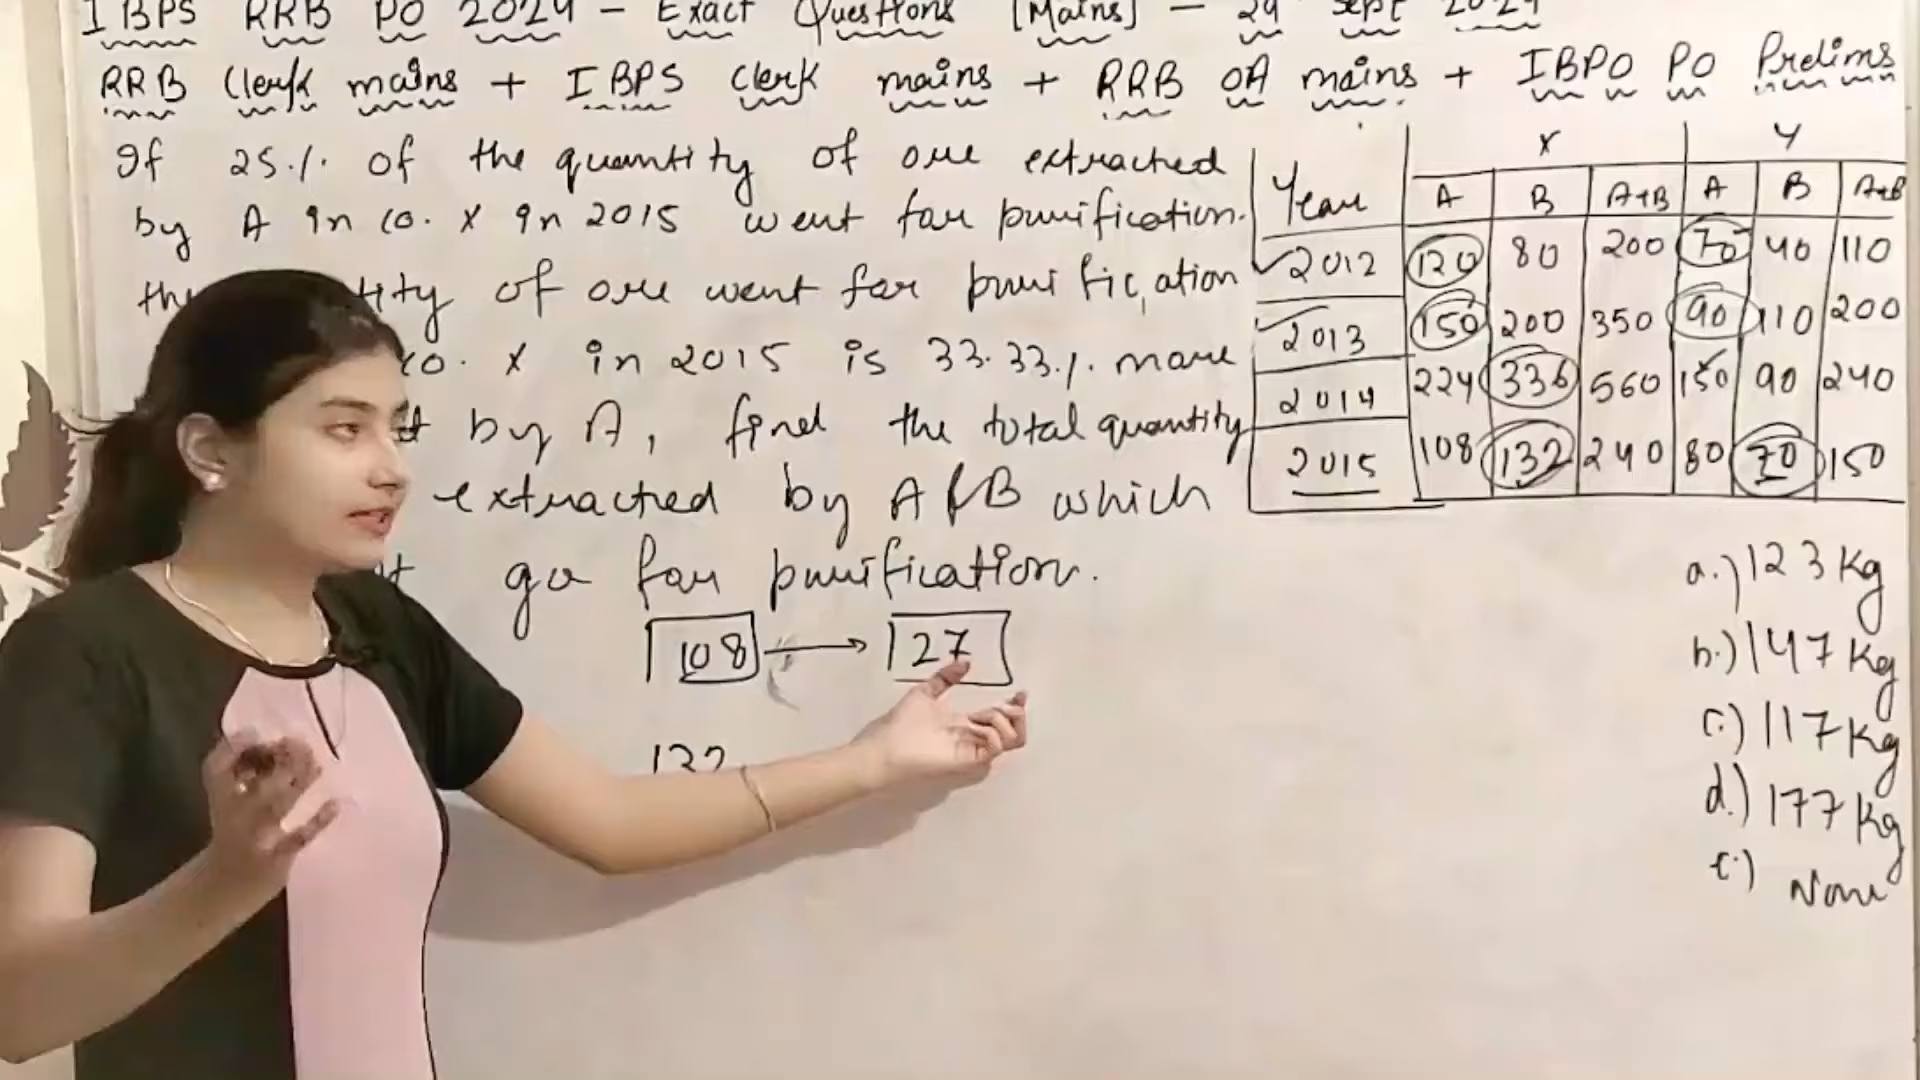 IBPS RRB PO 2024 - Exact Questions [Mains] - 29 Sept 2024
RRB Clerk mains + IBPS Clerk mains + RRB OA mains + IBPO PO Prelims
If 25% of the quantity of ore extracted
by A in co. X in 2015 went for purification.
of ore went for purification
co. X in 2015 is 33.33% more
by A, find the total quantity
extracted by A & B which
go for purification.
108 → 27
132
X Y
Year A B A+B A B A+B
2012 120 80 200 70 40 110
2013 150 200 350 90 110 200
2014 224 336 560 150 90 240
2015 108 132 240 80 70 150
a.) 123 Kg
b.) 147 Kg
c.) 117 Kg
d.) 177 Kg
None